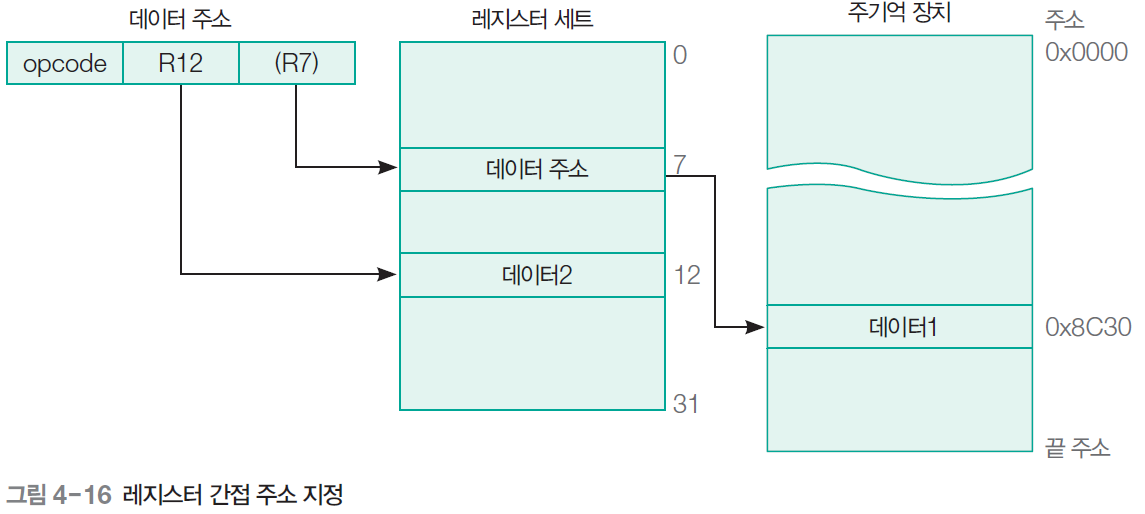 데이터 주소
opcode R12 (R7)
레지스터 세트
0
데이터 주소 7
데이터2 12
31
주기억 장치 주소
0x0000
데이터1 0x8C30
끝 주소
그림 4-16 레지스터 간접 주소 지정